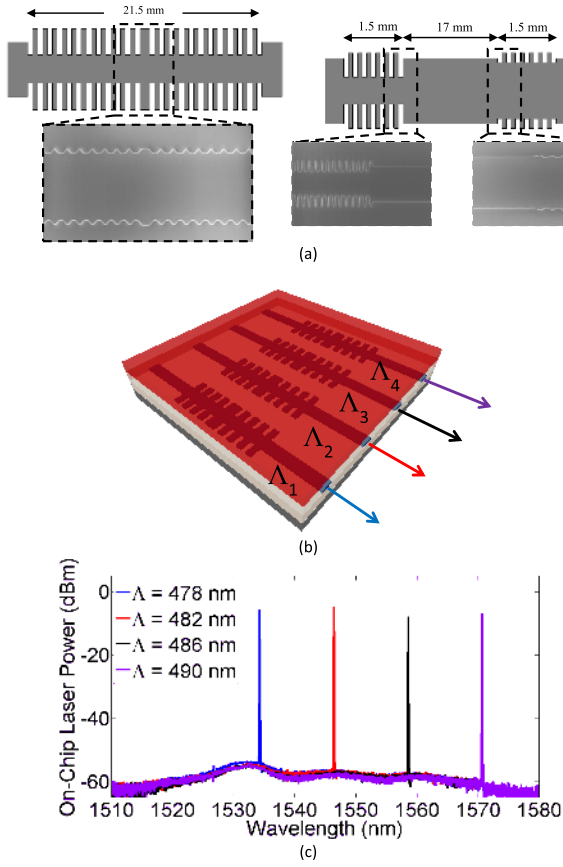 21.5 mm
1.5 mm 17 mm 1.5 mm
(a)
Λ4
Λ3
Λ2
Λ1
(b)
On-Chip Laser Power (dBm)
0
-20
-40
-60
Λ = 478 nm
Λ = 482 nm
Λ = 486 nm
Λ = 490 nm
1510 1520 1530 1540 1550 1560 1570 1580
Wavelength (nm)
(c)